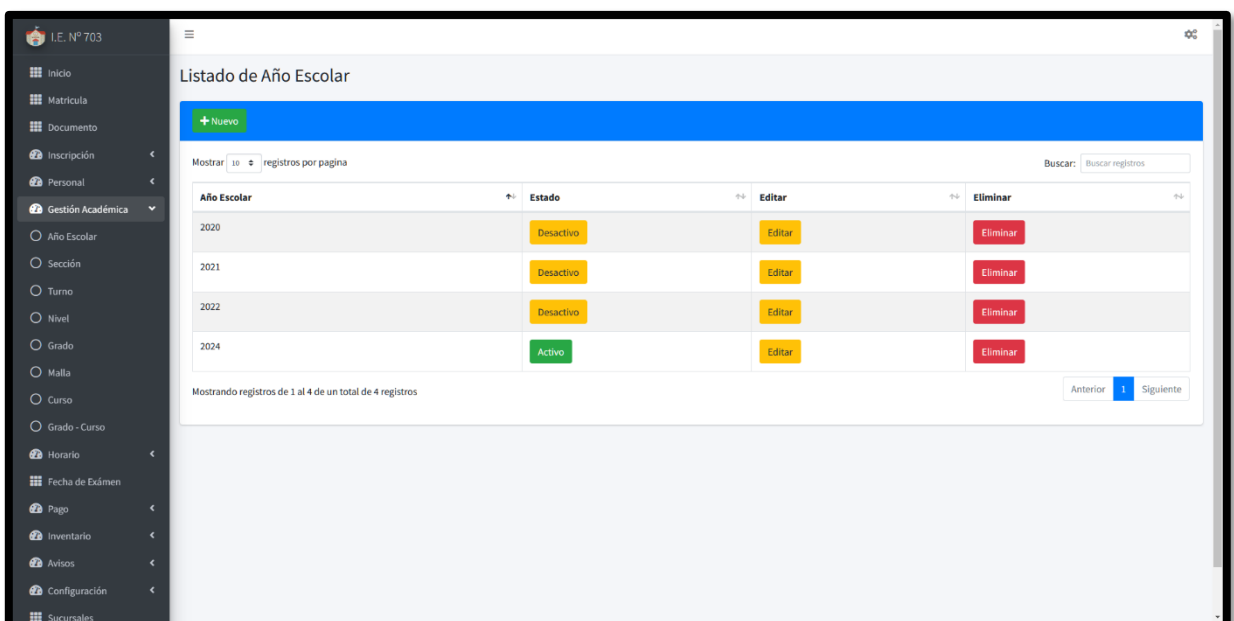 I.E. N° 703
Inicio
Matricula
Documento
Inscripción
Personal
Gestión Académica
Año Escolar
Sección
Turno
Nivel
Grado
Malla
Curso
Grado - Curso
Horario
Fecha de Exámen
Pago
Inventario
Avisos
Configuración
Sucursales
Listado de Año Escolar
Nuevo
Mostrar 10 registros por pagina
Buscar: Buscar registros
Año Escolar Estado Editar Eliminar
2020 Desactivo Editar Eliminar
2021 Desactivo Editar Eliminar
2022 Desactivo Editar Eliminar
2024 Activo Editar Eliminar
Mostrando registros de 1 al 4 de un total de 4 registros
Anterior 1 Siguiente